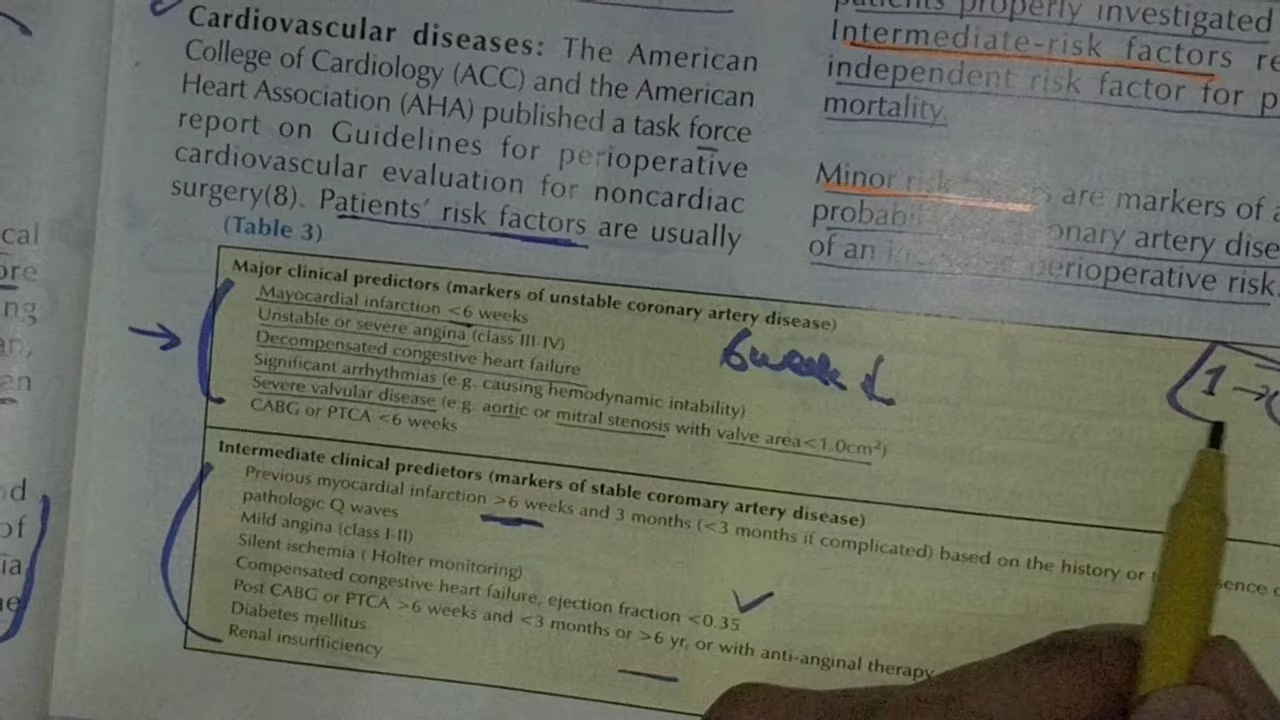 Cardiovascular diseases: The American
College of Cardiology (ACC) and the American
Heart Association (AHA) published a task force
report on Guidelines for perioperative
cardiovascular evaluation for noncardiac
surgery(8). Patients' risk factors are usually
(Table 3)
Major clinical predictors (markers of unstable coronary artery disease)
Mayocardial infarction <6 weeks
Unstable or severe angina (class III-IV)
Decompensated congestive heart failure
Significant arrhythmias (e.g. causing hemodynamic intability)
Severe valvular disease (e.g. aortic or mitral stenosis with valve area<1.0cm²)
CABG or PTCA <6 weeks
6 week
1 →
Intermediate clinical predietors (markers of stable coromary artery disease)
Previous myocardial infarction >6 weeks and 3 months (<3 months if complicated) based on the history or
pathologic Q waves
Mild angina (class I-II)
Silent ischemia ( Holter monitoring)
Compensated congestive heart failure, ejection fraction <0.35
Post CABG or PTCA >6 weeks and <3 months or >6 yr, or with anti-anginal therapy
Diabetes mellitus
Renal insurfficiency
patients properly investigated
Intermediate-risk factors
independent risk factor for
mortality.
Minor risk are markers of
artery
of an perioperative risk.